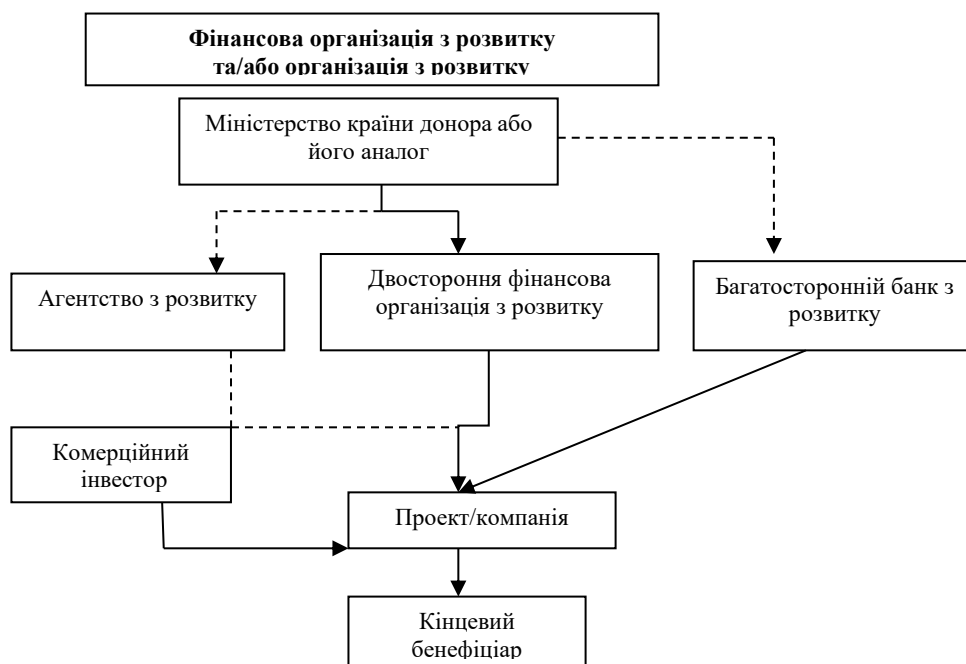 Фінансова організація з розвитку
та/або організація з розвитку
Міністерство країни донора або
його аналог
Агентство з розвитку
Двостороння фінансова
організація з розвитку
Багатосторонній банк з
розвитку
Комерційний
інвестор
Проект/компанія
Кінцевий
бенефіціар